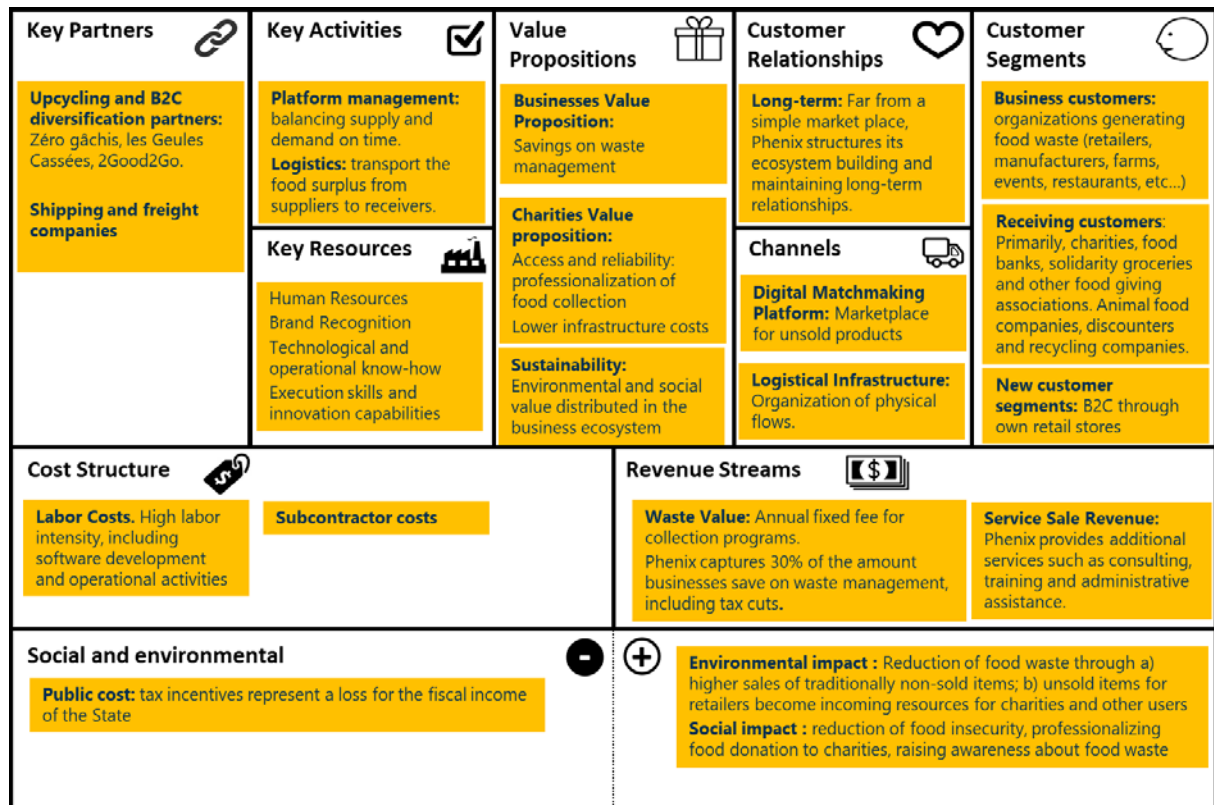 Key Partners
Upcycling and B2C
diversification partners:
Zéro gâchis, les Geules
Cassées, 2Good2Go.
Shipping and freight
companies
Key Activities
Platform management:
balancing supply and
demand on time.
Logistics: transport the
food surplus from
suppliers to receivers.
Key Resources
Human Resources
Brand Recognition
Technological and
operational know-how
Execution skills and
innovation capabilities
Value
Propositions
Businesses Value
Proposition:
Savings on waste
management
Charities Value
proposition:
Access and reliability:
professionalization of
food collection
Lower infrastructure costs
Sustainability:
Environmental and social
value distributed in the
business ecosystem
Customer
Relationships
Long-term: Far from a
simple market place,
Phenix structures its
ecosystem building and
maintaining long-term
relationships.
Channels
Digital Matchmaking
Platform: Marketplace
for unsold products
Logistical Infrastructure:
Organization of physical
flows.
Customer
Segments
Business customers:
organizations generating
food waste (retailers,
manufacturers, farms,
events, restaurants, etc...)
Receiving customers:
Primarily, charities, food
banks, solidarity groceries
and other food giving
associations. Animal food
companies, discounters
and recycling companies.
New customer
segments: B2C through
own retail stores
Cost Structure
$
Labor Costs. High labor
intensity, including
software development
and operational activities
Subcontractor costs
Revenue Streams
$
Waste Value: Annual fixed fee for
collection programs.
Phenix captures 30% of the amount
businesses save on waste management,
including tax cuts.
Service Sale Revenue:
Phenix provides additional
services such as consulting,
training and administrative
assistance.
Social and environmental
-
Public cost: tax incentives represent a loss for the fiscal income
of the State
+
Environmental impact : Reduction of food waste through a)
higher sales of traditionally non-sold items; b) unsold items for
retailers become incoming resources for charities and other users
Social impact : reduction of food insecurity, professionalizing
food donation to charities, raising awareness about food waste